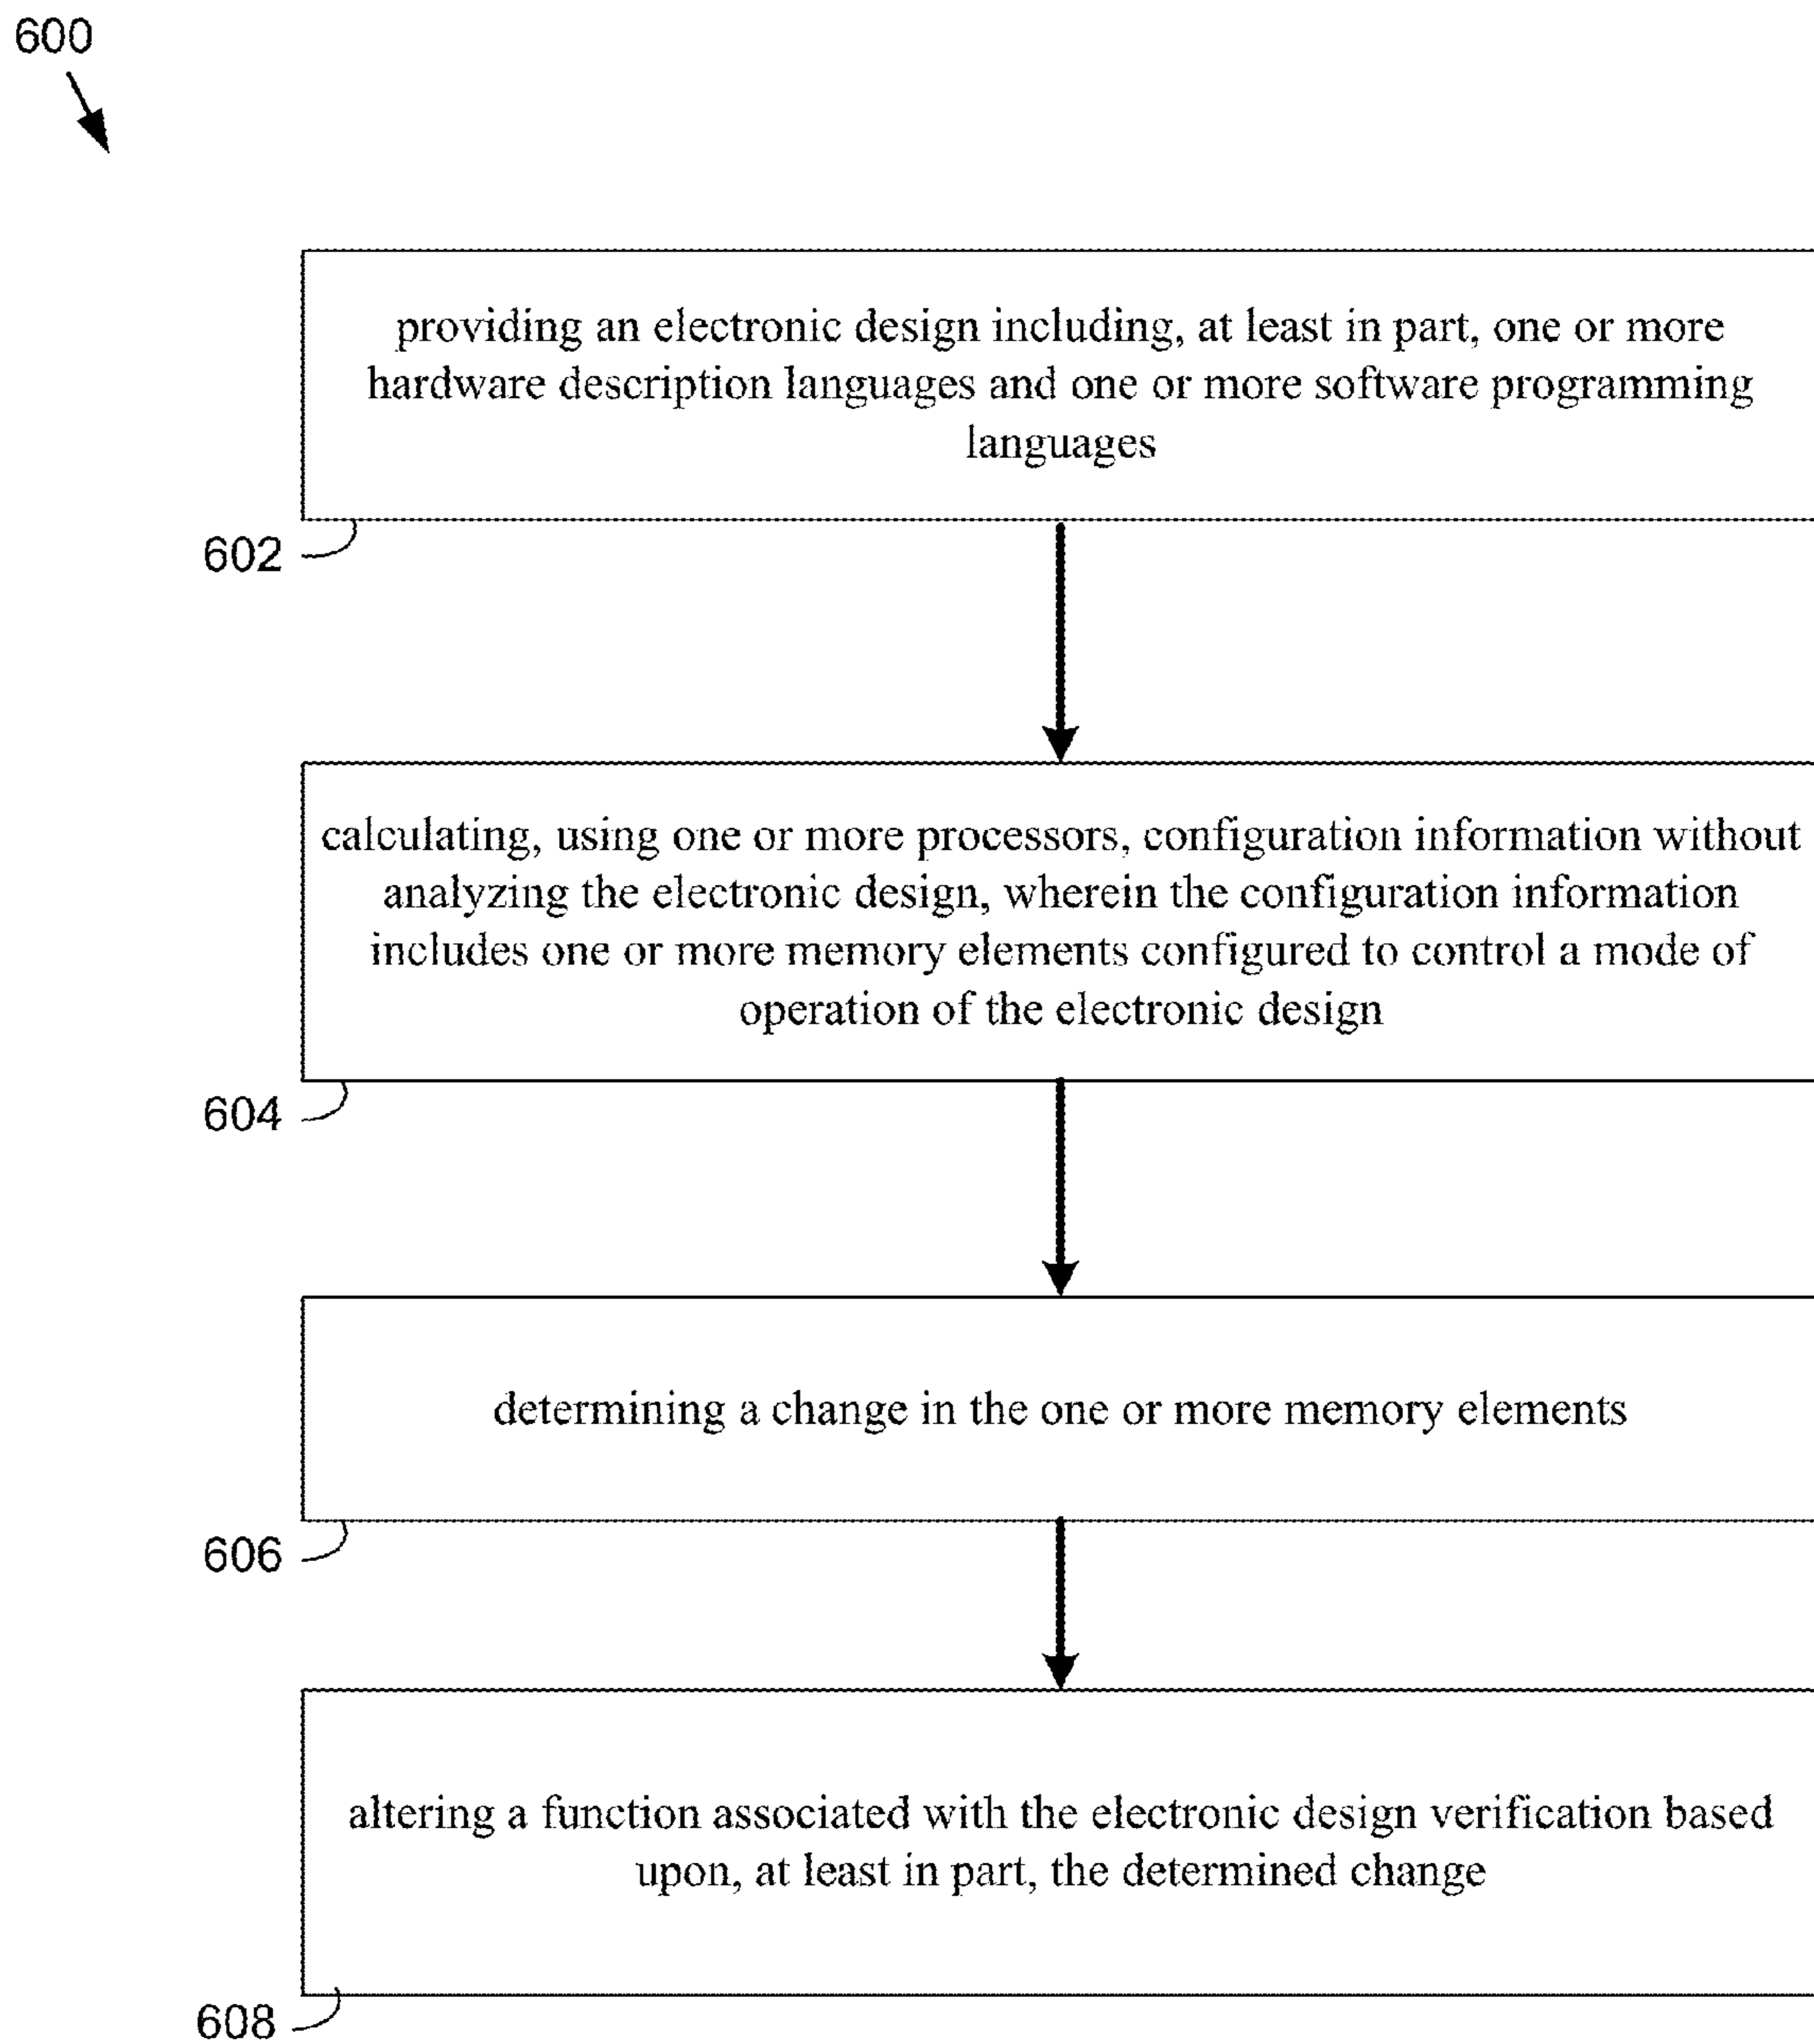 600
providing an electronic design including, at least in part, one or more
hardware description languages and one or more software programming
languages
602
calculating, using one or more processors, configuration information without
analyzing the electronic design, wherein the configuration information
includes one or more memory elements configured to control a mode of
operation of the electronic design
604
determining a change in the one or more memory elements
606
altering a function associated with the electronic design verification based
upon, at least in part, the determined change
608